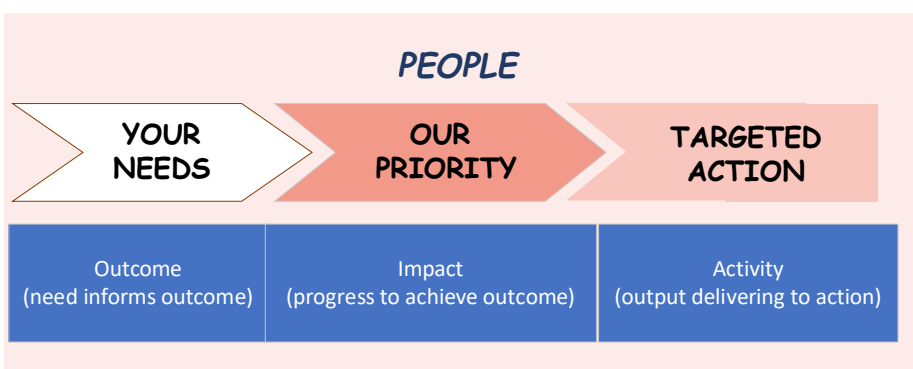 PEOPLE
YOUR
NEEDS
OUR
PRIORITY
TARGETED
ACTION
Outcome
(need informs outcome)
Impact
(progress to achieve outcome)
Activity
(output delivering to action)